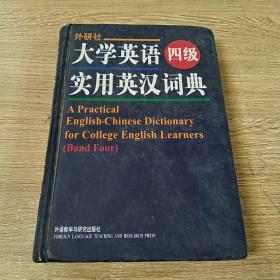 外研社
大学英语 四级
实用英汉词典
A Practical
English-Chinese Dictionary
for College English Learners
(Band Four)
外语教学与研究出版社
FOREIGN LANGUAGE TEACHING AND RESEARCH PRESS